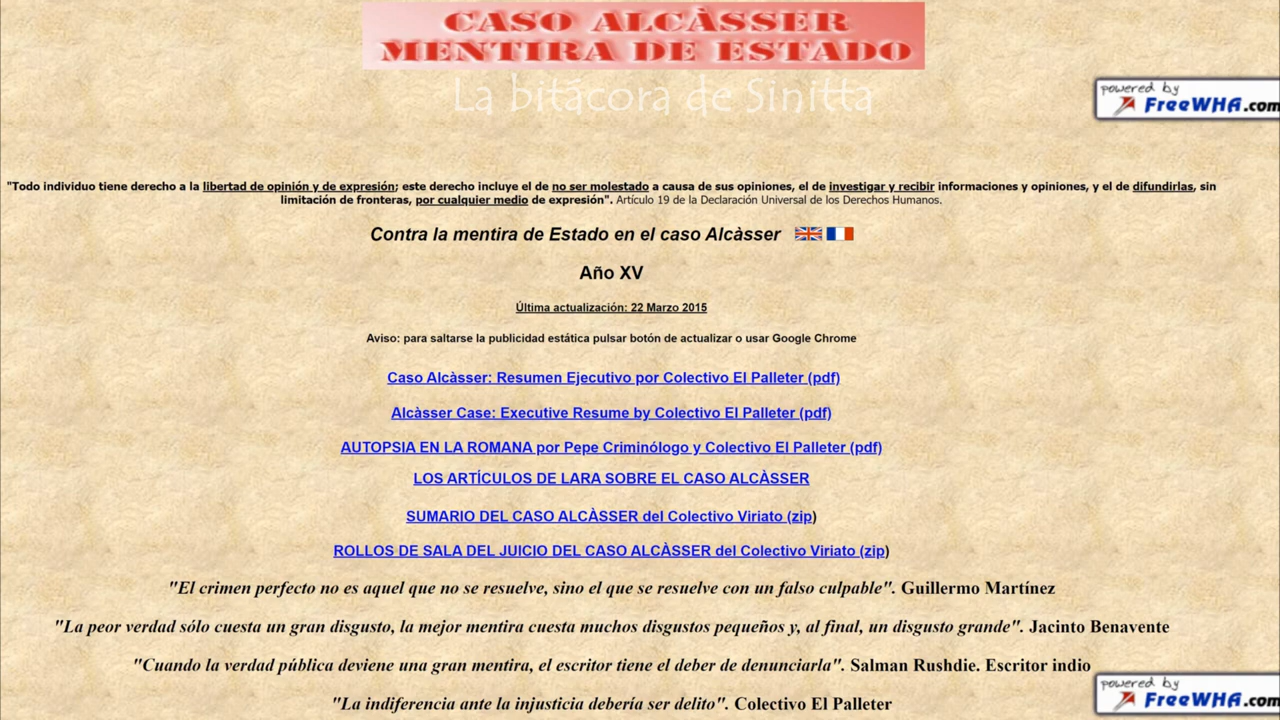 CASO ALCÀSSER
MENTIRA DE ESTADO
La bitácora de Sinitta
powered by
FreeWHA.com
"Todo individuo tiene derecho a la libertad de opinión y de expresión; este derecho incluye el de no ser molestado a causa de sus opiniones, el de investigar y recibir informaciones y opiniones, y el de difundirlas, sin
limitación de fronteras, por cualquier medio de expresión". Artículo 19 de la Declaración Universal de los Derechos Humanos.
Contra la mentira de Estado en el caso Alcàsser
Año XV
Última actualización: 22 Marzo 2015
Aviso: para saltarse la publicidad estática pulsar botón de actualizar o usar Google Chrome
Caso Alcàsser: Resumen Ejecutivo por Colectivo El Palleter (pdf)
Alcàsser Case: Executive Resume by Colectivo El Palleter (pdf)
AUTOPSIA EN LA ROMANA por Pepe Criminólogo y Colectivo El Palleter (pdf)
LOS ARTÍCULOS DE LARA SOBRE EL CASO ALCÀSSER
SUMARIO DEL CASO ALCÀSSER del Colectivo Viriato (zip)
ROLLOS DE SALA DEL JUICIO DEL CASO ALCÀSSER del Colectivo Viriato (zip)
"El crimen perfecto no es aquel que no se resuelve, sino el que se resuelve con un falso culpable". Guillermo Martínez
"La peor verdad sólo cuesta un gran disgusto, la mejor mentira cuesta muchos disgustos pequeños y, al final, un disgusto grande". Jacinto Benavente
"Cuando la verdad pública deviene una gran mentira, el escritor tiene el deber de denunciarla". Salman Rushdie. Escritor indio
powered by
FreeWHA.com
"La indiferencia ante la injusticia debería ser delito". Colectivo El Palleter